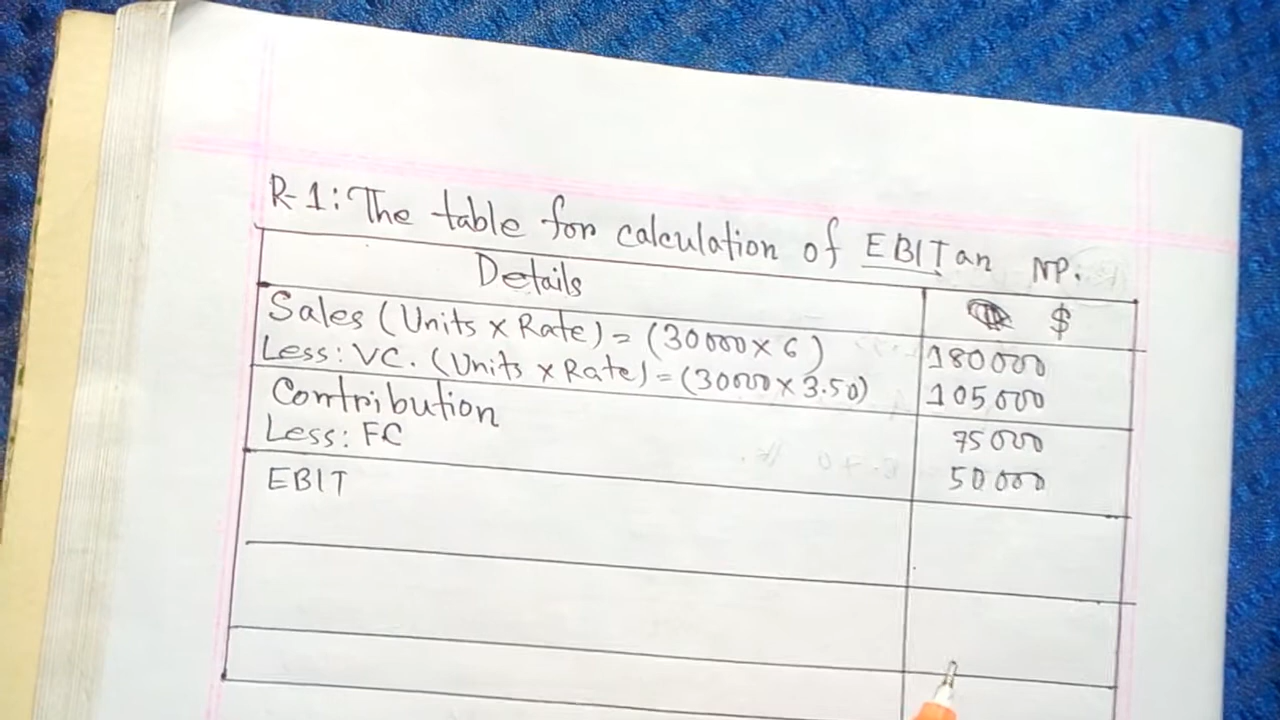 R-1: The table for calculation of EBIT an NP.
Details $
Sales (Units x Rate) = (30000 x 6) 180000
Less: VC. (Units x Rate) = (30000 x 3.50) 105000
Contribution 75000
Less: FC 50000
EBIT